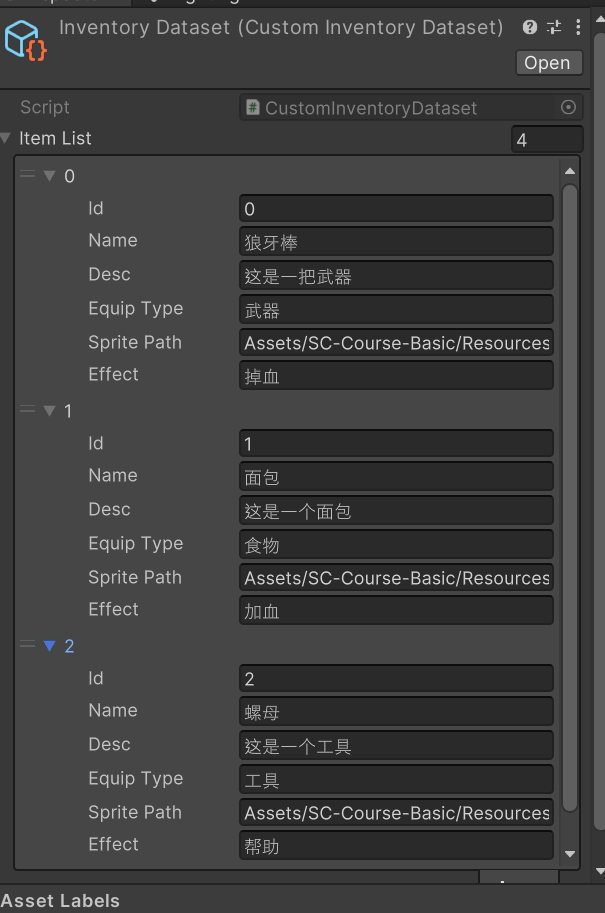 Inventory Dataset (Custom Inventory Dataset)
Open
Script # CustomInventoryDataset
Item List 4
0
Id 0
Name 狼牙棒
Desc 这是一把武器
Equip Type 武器
Sprite Path Assets/SC-Course-Basic/Resources
Effect 掉血
1
Id 1
Name 面包
Desc 这是一个面包
Equip Type 食物
Sprite Path Assets/SC-Course-Basic/Resources
Effect 加血
2
Id 2
Name 螺母
Desc 这是一个工具
Equip Type 工具
Sprite Path Assets/SC-Course-Basic/Resources
Effect 帮助
Asset Labels